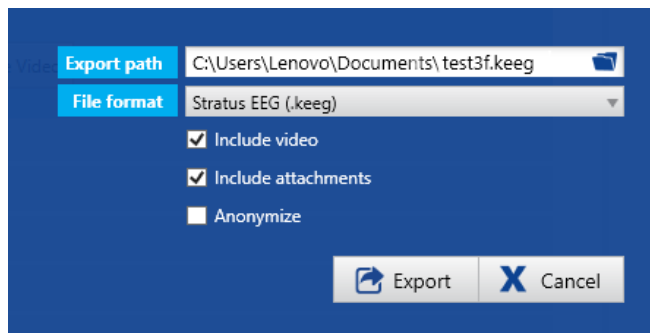 Video
Export path C:\Users\Lenovo\Documents\ test3f.keeg
File format Stratus EEG (.keeg)
Include video
Include attachments
Anonymize
Export X Cancel